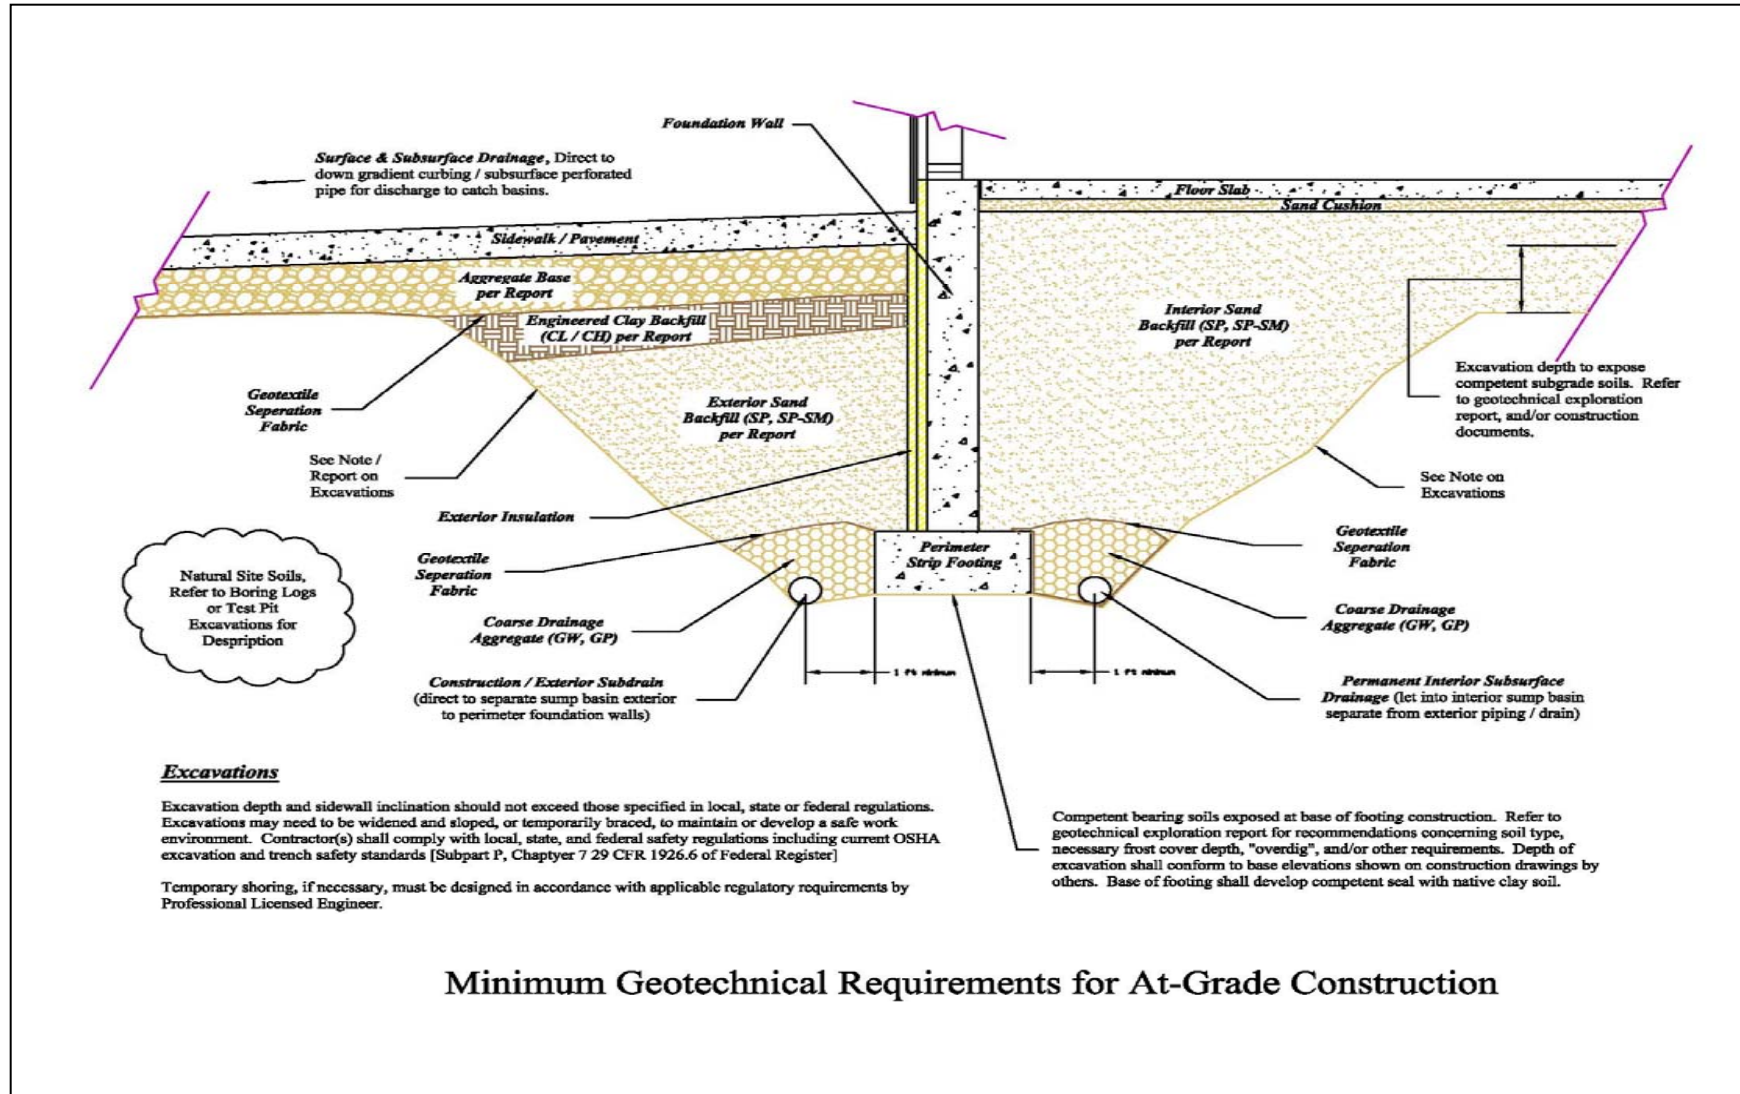 Foundation Wall
Surface & Subsurface Drainage, Direct to
down gradient curbing / subsurface perforated
pipe for discharge to catch basins.
Floor Slab
Sand Cushion
Sidewalk / Pavement
Aggregate Base
per Report
Engineered Clay Backfill
(CL / CH) per Report
Interior Sand
Backfill (SP, SP-SM)
per Report
Excavation depth to expose
competent subgrade soils. Refer
to geotechnical exploration
report, and/or construction
documents.
Geotextile
Seperation
Fabric
Exterior Sand
Backfill (SP, SP-SM)
per Report
See Note /
Report on
Excavations
See Note on
Excavations
Exterior Insulation
Geotextile
Seperation
Fabric
Perimeter
Strip Footing
Geotextile
Seperation
Fabric
Natural Site Soils,
Refer to Boring Logs
or Test Pit
Excavations for
Despription
Coarse Drainage
Aggregate (GW, GP)
Coarse Drainage
Aggregate (GW, GP)
1 ft minimum
1 ft minimum
Construction / Exterior Subdrain
(direct to separate sump basin exterior
to perimeter foundation walls)
Permanent Interior Subsurface
Drainage (let into interior sump basin
separate from exterior piping / drain)
Excavations
Excavation depth and sidewall inclination should not exceed those specified in local, state or federal regulations.
Excavations may need to be widened and sloped, or temporarily braced, to maintain or develop a safe work
environment. Contractor(s) shall comply with local, state, and federal safety regulations including current OSHA
excavation and trench safety standards [Subpart P, Chaptyer 7 29 CFR 1926.6 of Federal Register]
Temporary shoring, if necessary, must be designed in accordance with applicable regulatory requirements by
Professional Licensed Engineer.
Competent bearing soils exposed at base of footing construction. Refer to
geotechnical exploration report for recommendations concerning soil type,
necessary frost cover depth, "overdig", and/or other requirements. Depth of
excavation shall conform to base elevations shown on construction drawings by
others. Base of footing shall develop competent seal with native clay soil.
Minimum Geotechnical Requirements for At-Grade Construction